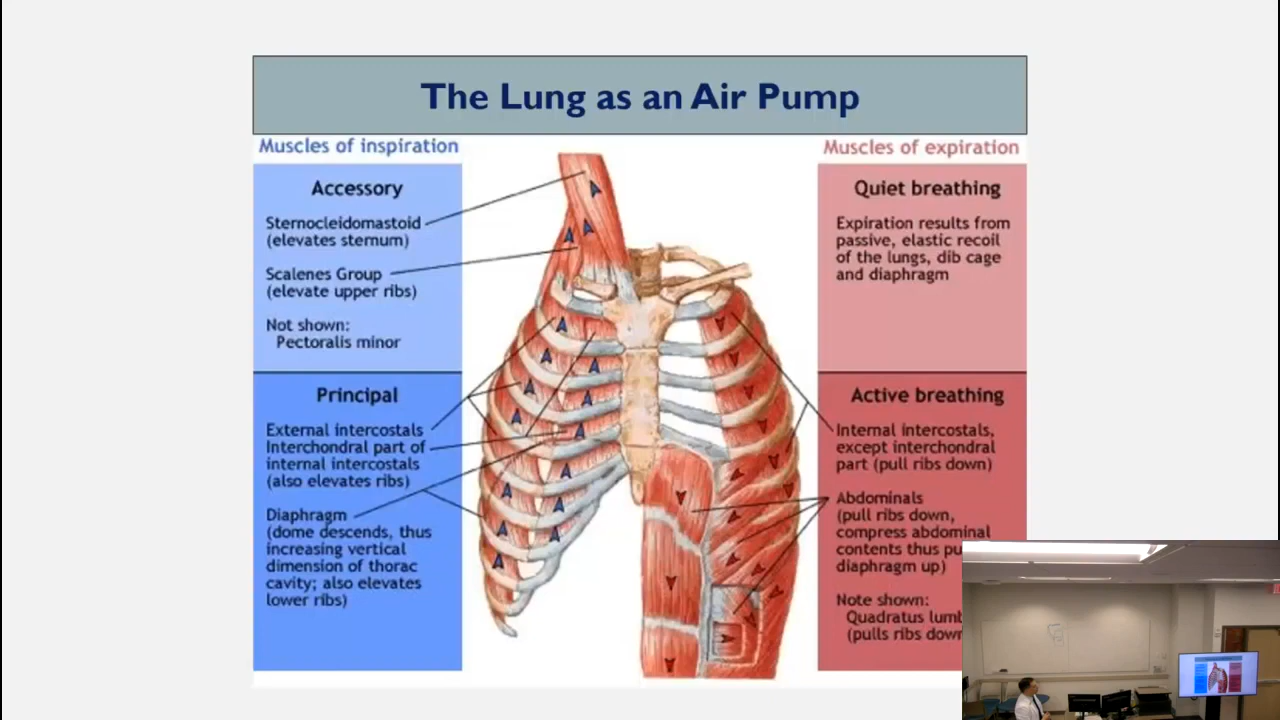 The Lung as an Air Pump
Muscles of inspiration
Accessory
Sternocleidomastoid
(elevates sternum)
Scalenes Group
(elevate upper ribs)
Not shown:
Pectoralis minor
Principal
External intercostals
Interchondral part of
internal intercostals
(also elevates ribs)
Diaphragm
(dome descends, thus
increasing vertical
dimension of thorac
cavity; also elevates
lower ribs)
Muscles of expiration
Quiet breathing
Expiration results from
passive, elastic recoil
of the lungs, dib cage
and diaphragm
Active breathing
Internal intercostals,
except interchondral
part (pull ribs down)
Abdominals
(pull ribs down,
compress abdominal
contents thus pu
diaphragm up)
Note shown:
Quadratus lumb
(pulls ribs down